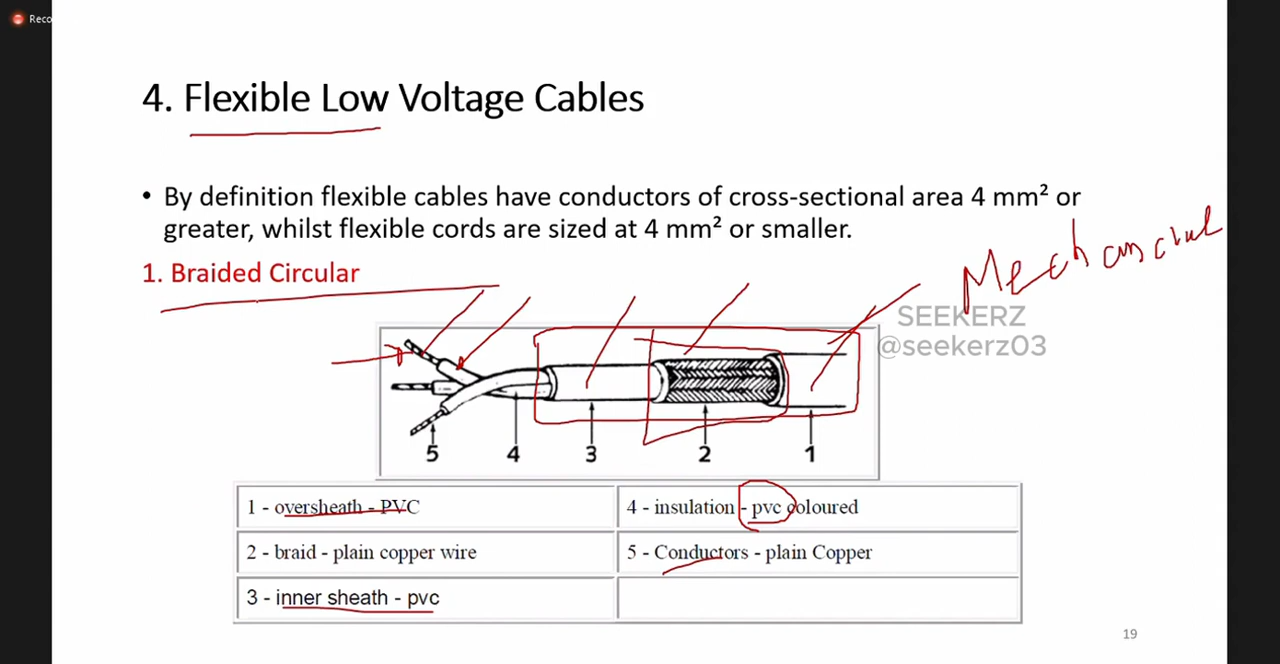 Reco
4. Flexible Low Voltage Cables
• By definition flexible cables have conductors of cross-sectional area 4 mm² or
greater, whilst flexible cords are sized at 4 mm² or smaller.
1. Braided Circular
SEEKERZ
@seekerz03
5 4 3 2 1
1 - oversheath - PVC
4 - insulation - pvc coloured
2 - braid - plain copper wire
5 - Conductors - plain Copper
3 - inner sheath - pvc
19